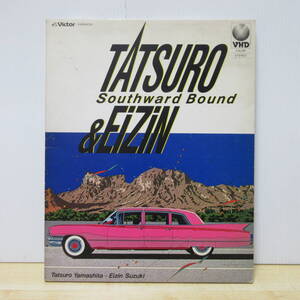 Victor
VHD
TATSURO
Southward Bound
& EiZiN
Tatsuro Yamashita - Eizin Suzuki